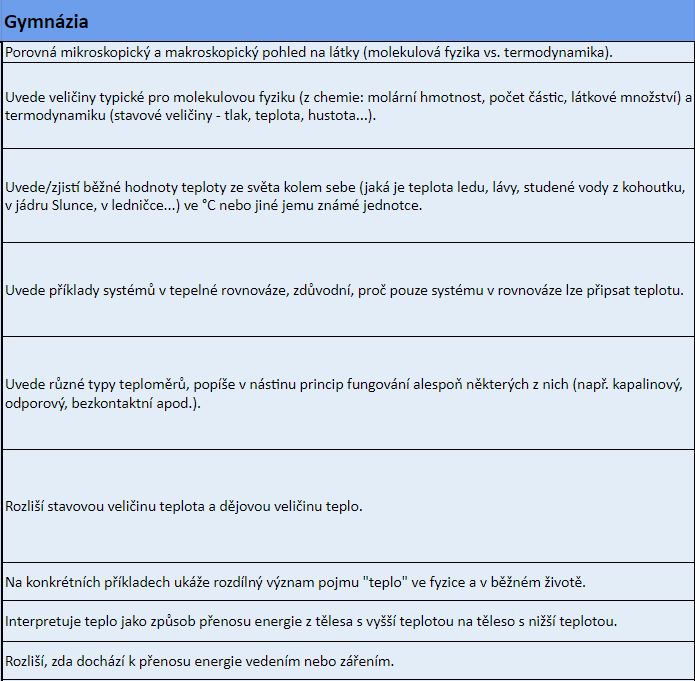 Gymnázia
Porovná mikroskopický a makroskopický pohled na látky (molekulová fyzika vs. termodynamika).
Uvede veličiny typické pro molekulovou fyziku (z chemie: molární hmotnost, počet částic, látkové množství) a
termodynamiku (stavové veličiny - tlak, teplota, hustota...).
Uvede/zjistí běžné hodnoty teploty ze světa kolem sebe (jaká je teplota ledu, lávy, studené vody z kohoutku,
v jádru Slunce, v ledničce...) ve °C nebo jiné jemu známé jednotce.
Uvede příklady systémů v tepelné rovnováze, zdůvodní, proč pouze systému v rovnováze lze připsat teplotu.
Uvede různé typy teploměrů, popíše v nástinu princip fungování alespoň některých z nich (např. kapalinový,
odporový, bezkontaktní apod.).
Rozliší stavovou veličinu teplota a dějovou veličinu teplo.
Na konkrétních příkladech ukáže rozdílný význam pojmu "teplo" ve fyzice a v běžném životě.
Interpretuje teplo jako způsob přenosu energie z tělesa s vyšší teplotou na těleso s nižší teplotou.
Rozliší, zda dochází k přenosu energie vedením nebo zářením.